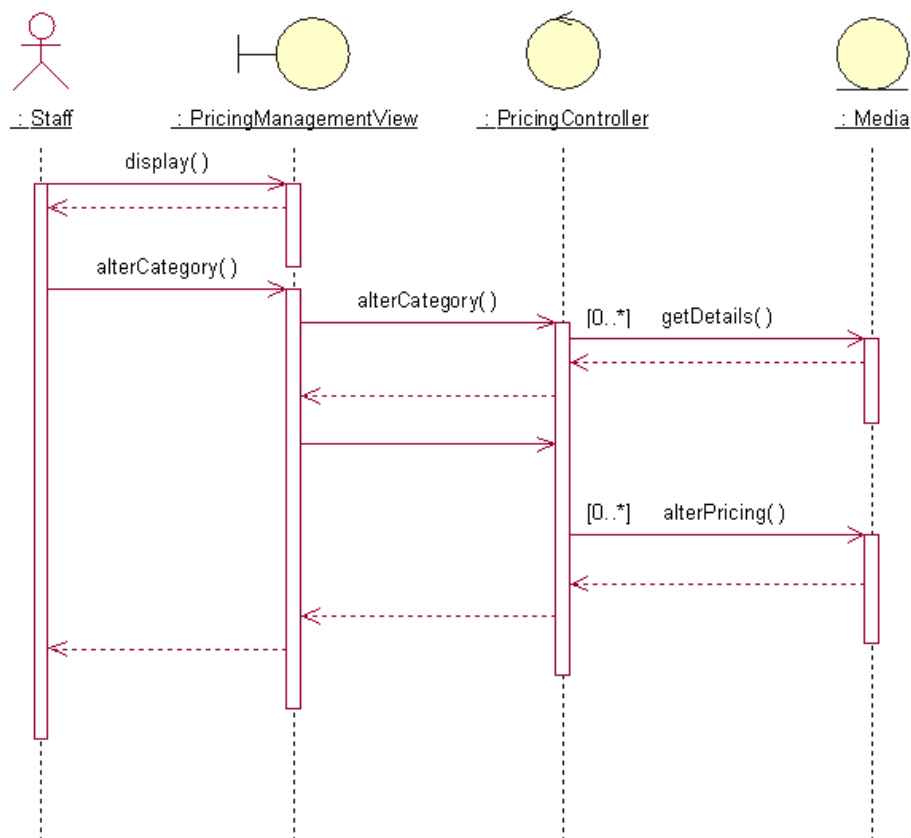 : Staff
: PricingManagementView
: PricingController
: Media
display( )
alterCategory( )
alterCategory( )
[0..*] getDetails( )
[0..*] alterPricing( )